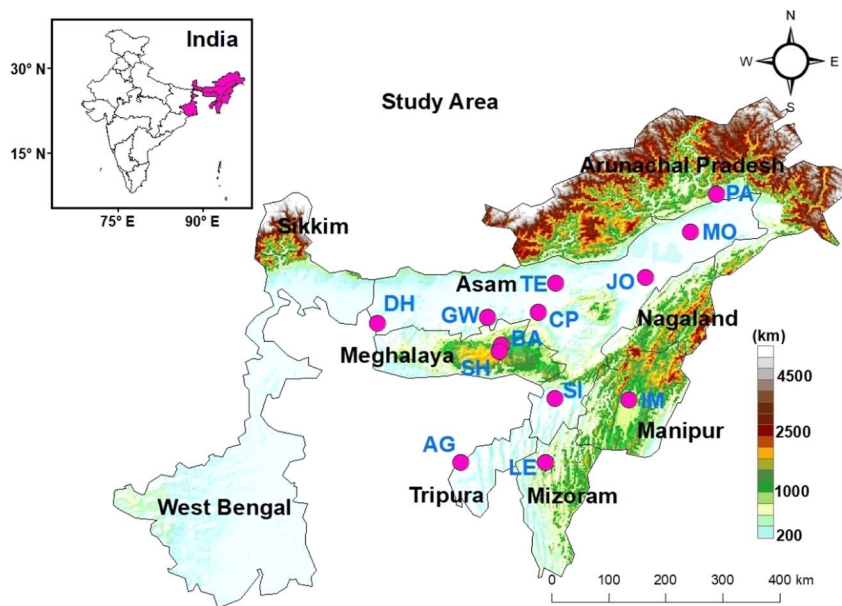 India
30° N
15° N
75° E
90° E
Study Area
N
W
E
S
Arunachal Pradesh
PA
Sikkim
MO
Assam
TE
JO
DH
GW
CP
Nagaland
BA
Meghalaya
SH
SI
IM
Manipur
AG
LE
Tripura
Mizoram
West Bengal
(km)
4500
2500
1000
200
0
100
200
300
400 km